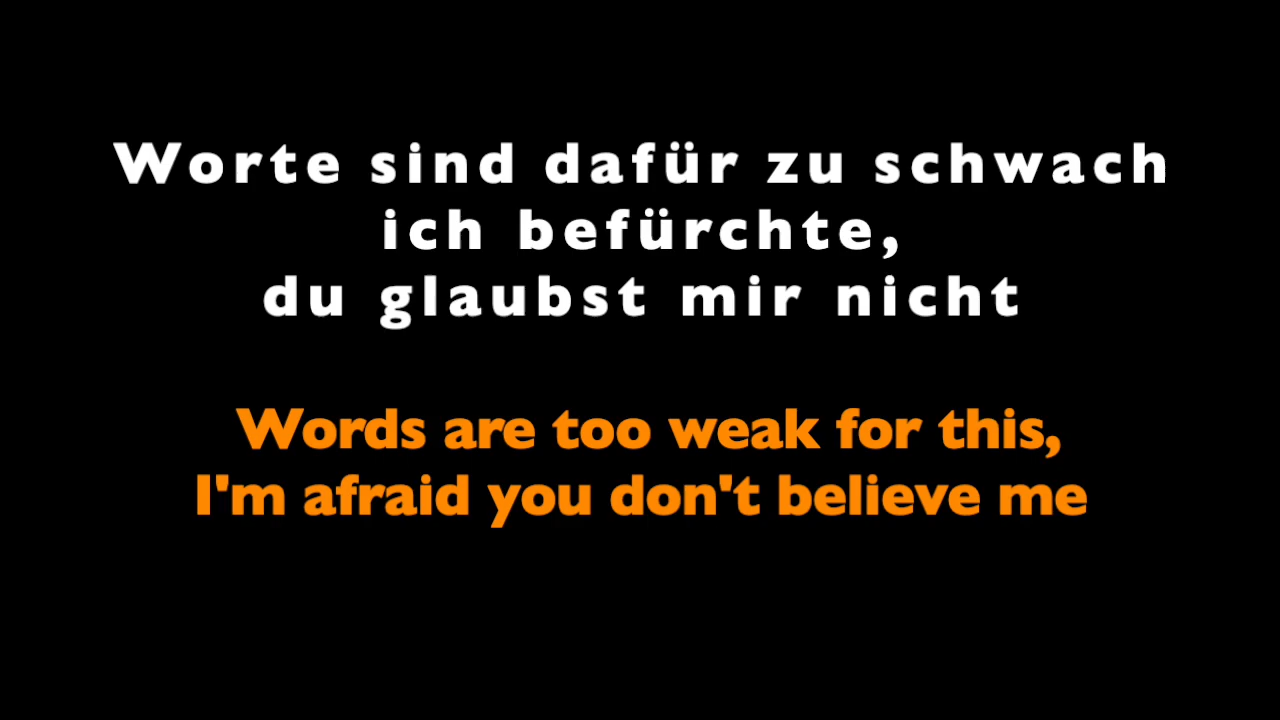 Worte sind dafür zu schwach
ich befürchte,
du glaubst mir nicht
Words are too weak for this,
I'm afraid you don't believe me